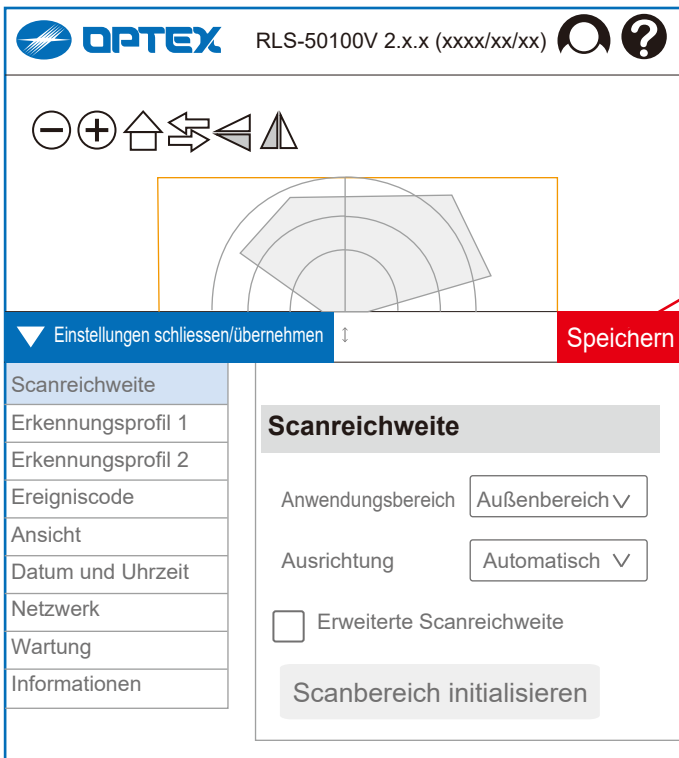 OPTEX RLS-50100V 2.x.x (xxxx/xx/xx) ?
Einstellungen schliessen/übernehmen Speichern
Scanreichweite
Erkennungsprofil 1
Erkennungsprofil 2
Ereigniscode
Ansicht
Datum und Uhrzeit
Netzwerk
Wartung
Informationen
Scanreichweite
Anwendungsbereich Außenbereich
Ausrichtung Automatisch
Erweiterte Scanreichweite
Scanbereich initialisieren